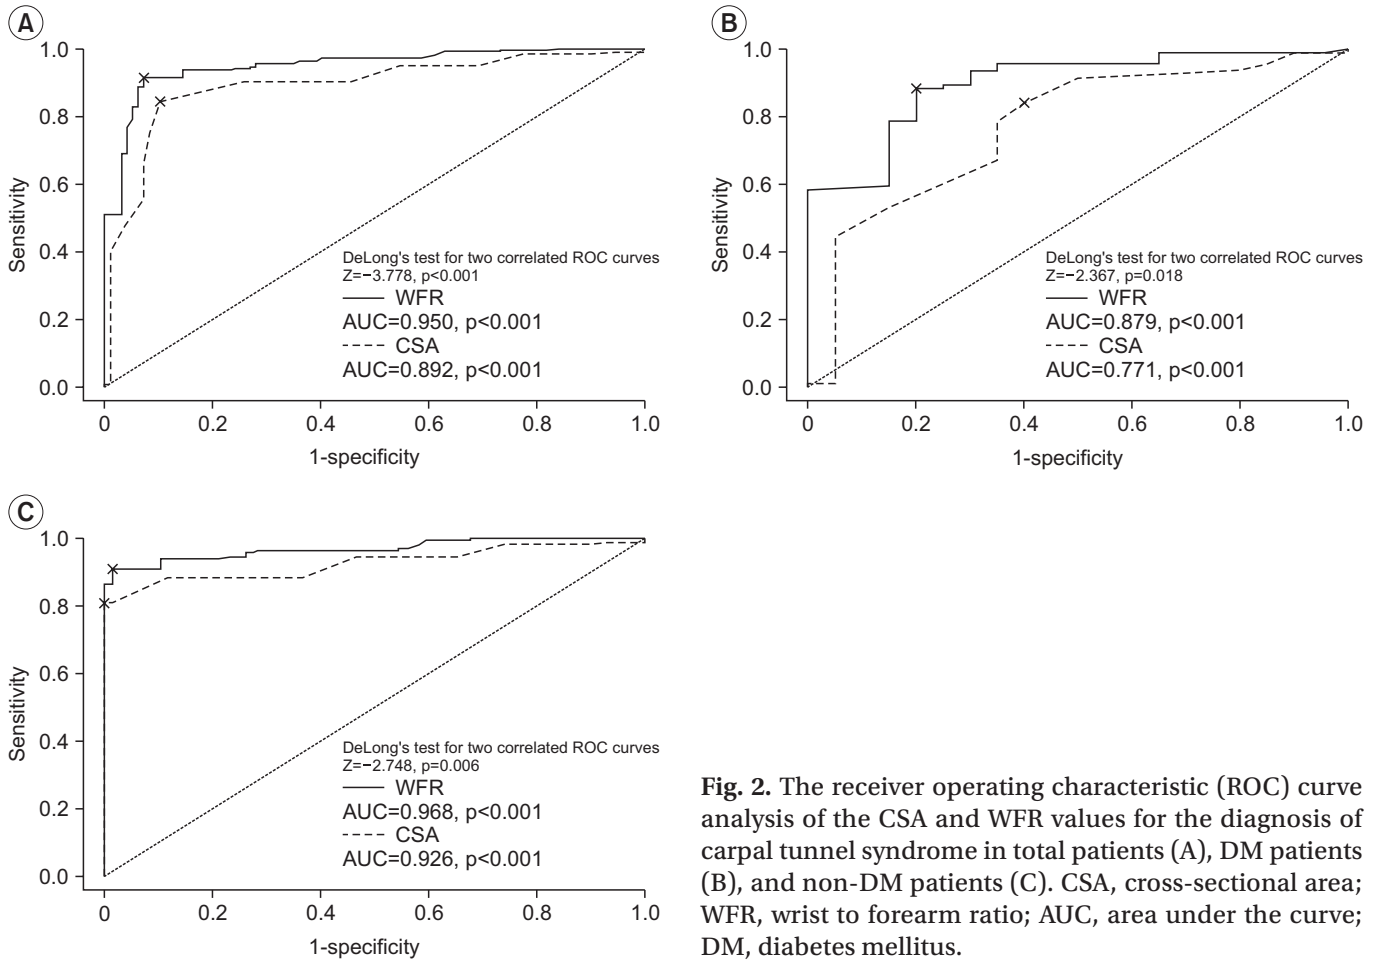 A
1.0
0.8
0.6
0.4
0.2
0.0
Sensitivity
DeLong's test for two correlated ROC curves
Z=−3.778, p<0.001
WFR
AUC=0.950, p<0.001
CSA
AUC=0.892, p<0.001
0 0.2 0.4 0.6 0.8 1.0
1-specificity
B
1.0
0.8
0.6
0.4
0.2
0.0
Sensitivity
DeLong's test for two correlated ROC curves
Z=−2.367, p=0.018
WFR
AUC=0.879, p<0.001
CSA
AUC=0.771, p<0.001
0 0.2 0.4 0.6 0.8 1.0
1-specificity
C
1.0
0.8
0.6
0.4
0.2
0.0
Sensitivity
DeLong's test for two correlated ROC curves
Z=−2.748, p=0.006
WFR
AUC=0.968, p<0.001
CSA
AUC=0.926, p<0.001
0 0.2 0.4 0.6 0.8 1.0
1-specificity
Fig. 2. The receiver operating characteristic (ROC) curve
analysis of the CSA and WFR values for the diagnosis of
carpal tunnel syndrome in total patients (A), DM patients
(B), and non-DM patients (C). CSA, cross-sectional area;
WFR, wrist to forearm ratio; AUC, area under the curve;
DM, diabetes mellitus.